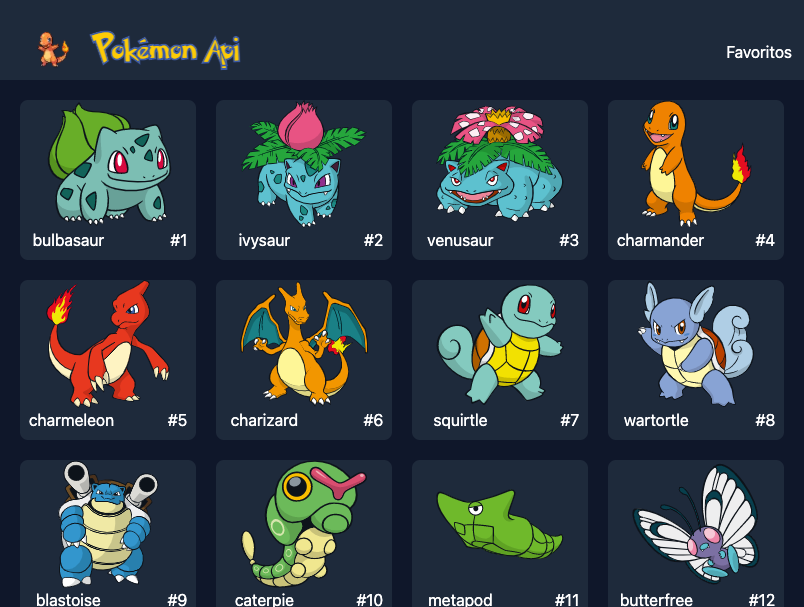 Pokémon Api
Favoritos
bulbasaur #1
ivysaur #2
venusaur #3
charmander #4
charmeleon #5
charizard #6
squirtle #7
wartortle #8
blastoise #9
caterpie #10
metapod #11
butterfree #12